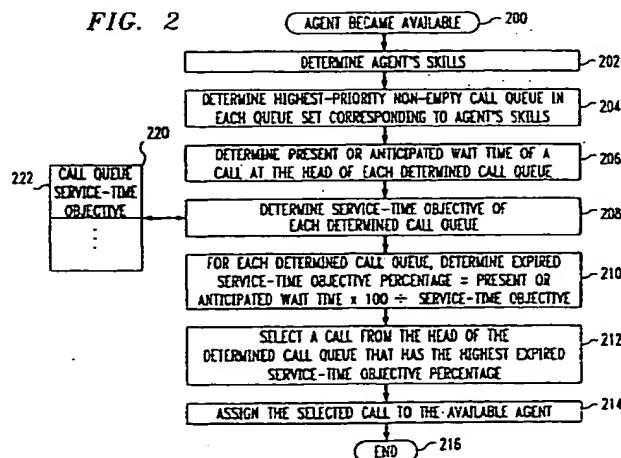 FIG. 2
AGENT BECAME AVAILABLE
200
DETERMINE AGENT'S SKILLS
202
DETERMINE HIGHEST-PRIORITY NON-EMPTY CALL QUEUE IN
EACH QUEUE SET CORRESPONDING TO AGENT'S SKILLS
204
220
222
CALL QUEUE
SERVICE-TIME
OBJECTIVE
DETERMINE PRESENT OR ANTICIPATED WAIT TIME OF A
CALL AT THE HEAD OF EACH DETERMINED CALL QUEUE
206
DETERMINE SERVICE-TIME OBJECTIVE OF
EACH DETERMINED CALL QUEUE
208
FOR EACH DETERMINED CALL QUEUE, DETERMINE EXPIRED
SERVICE-TIME OBJECTIVE PERCENTAGE = PRESENT OR
ANTICIPATED WAIT TIME x 100 ÷ SERVICE-TIME OBJECTIVE
210
SELECT A CALL FROM THE HEAD OF THE
DETERMINED CALL QUEUE THAT HAS THE HIGHEST EXPIRED
SERVICE-TIME OBJECTIVE PERCENTAGE
212
ASSIGN THE SELECTED CALL TO THE AVAILABLE AGENT
214
END
216